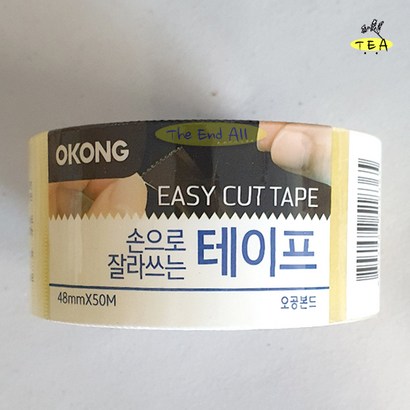 TEA
The End All
OKONG
EASY CUT TAPE
손으로
잘라쓰는
테이프
48mmX50M
오공본드